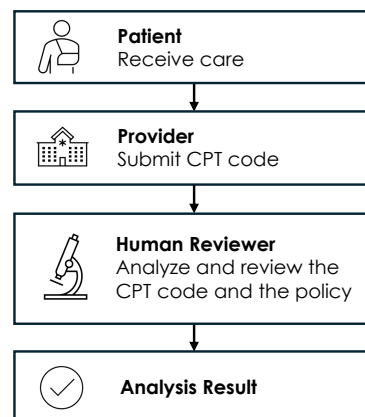 Patient
Receive care
Provider
Submit CPT code
Human Reviewer
Analyze and review the
CPT code and the policy
Analysis Result